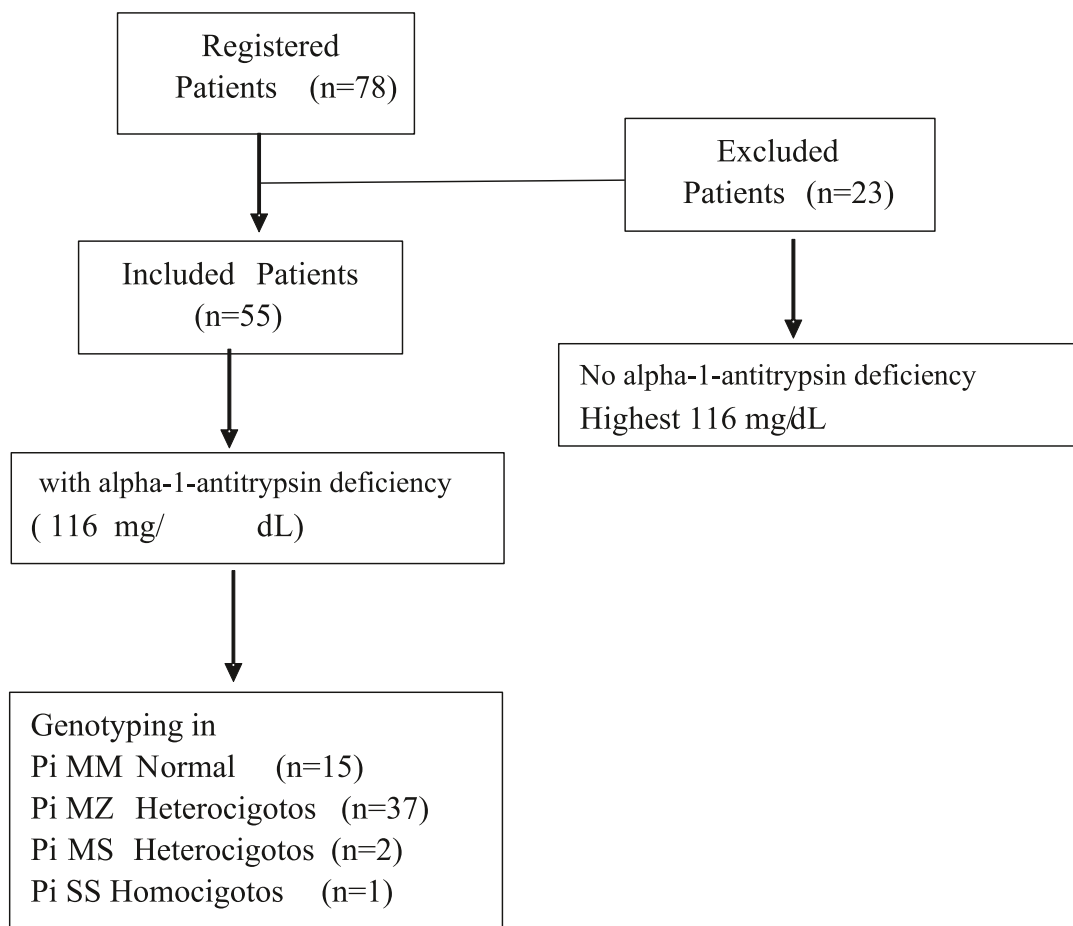 Registered
Patients (n=78)
Excluded
Patients (n=23)
Included Patients
(n=55)
No alpha-1-antitrypsin deficiency
Highest 116 mg/dL
with alpha-1-antitrypsin deficiency
( 116 mg/ dL)
Genotyping in
Pi MM Normal (n=15)
Pi MZ Heterocigotos (n=37)
Pi MS Heterocigotos (n=2)
Pi SS Homocigotos (n=1)